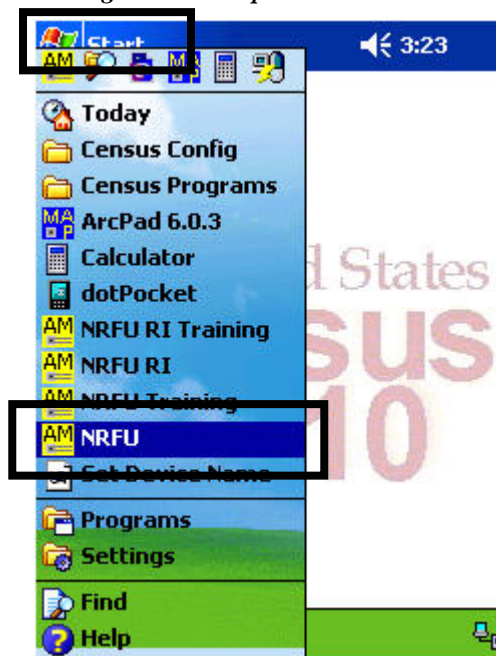 Start 3:23
Today
Census Config
Census Programs
ArcPad 6.0.3
Calculator
dotPocket
NRFU RI Training
NRFU RI
NRFU Training
NRFU
Set Device Name
Programs
Settings
Find
Help
d States
sus
10